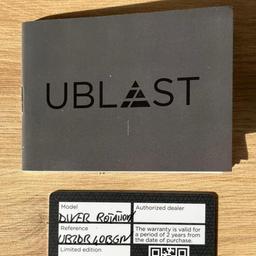 UBLAST
Model
DIVER ROTATION
Reference
UBZDR40BGN
Limited edition
Authorized dealer
The warranty is valid for
a period of 2 years from
the date of purchase.